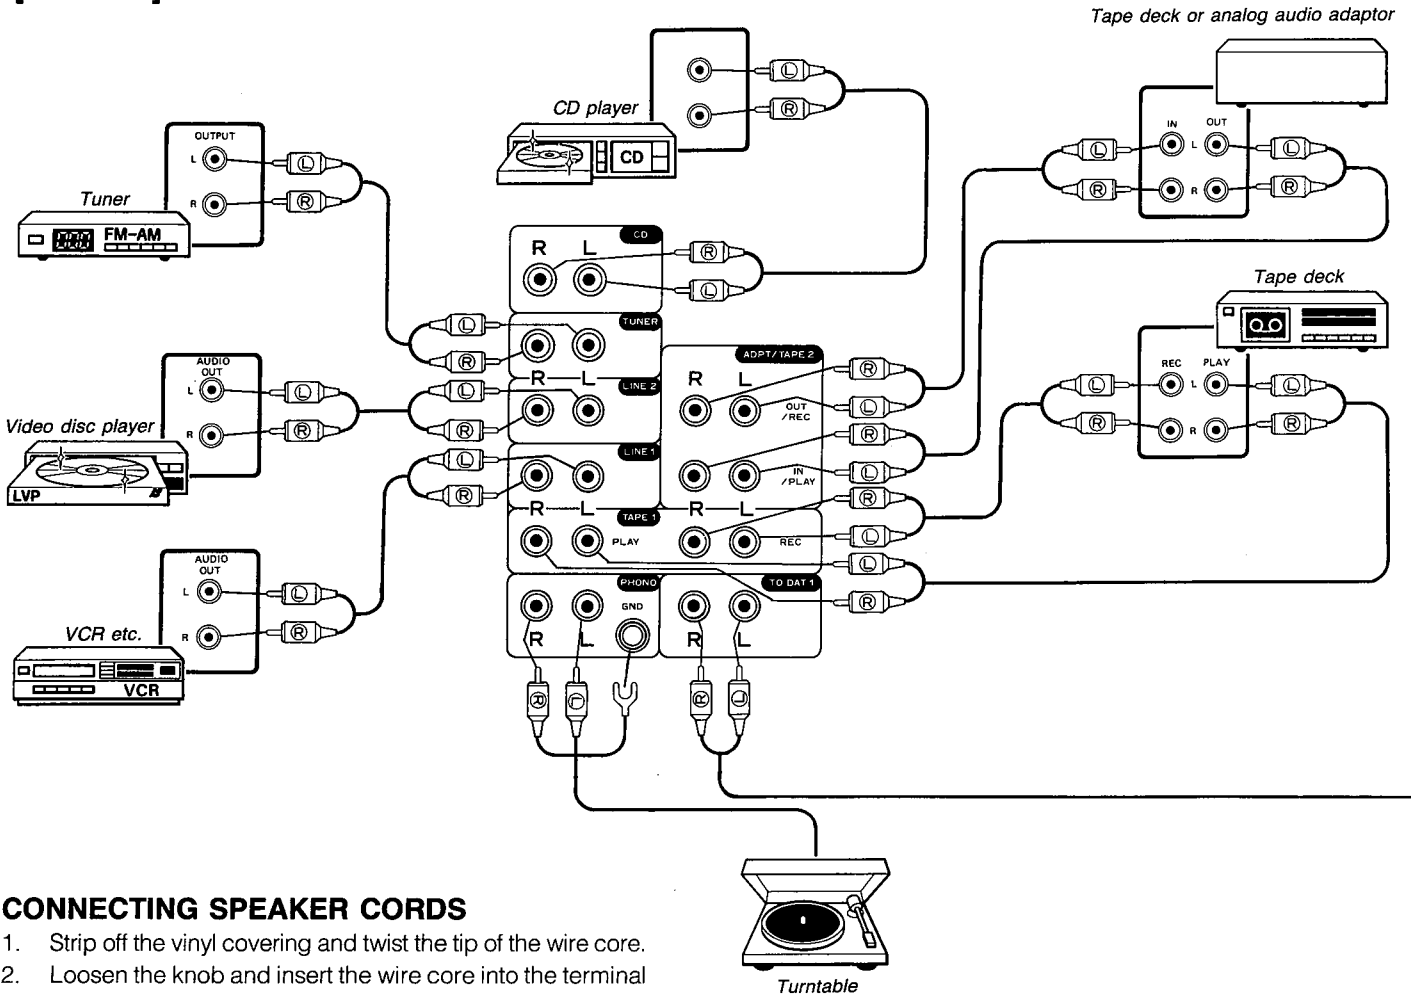 Tape deck or analog audio adaptor
CD player
CD
L
R
IN OUT
L
R
L
R
L
R
OUTPUT
L
R
L
R
Tuner
FM-AM
CD
R L
R
L
Tape deck
TUNER
L
R
ADPT/TAPE 2
R L
OUT
/REC
R
L
REC PLAY
L
R
L
R
L
R
AUDIO
OUT
L
R
L
R
Video disc player
LVP
R L
LINE 2
L
R
IN
/PLAY
R
L
LINE 1
L
R
R L
TAPE 1
PLAY
R L
REC
R
L
L
R
AUDIO
OUT
L
R
L
R
VCR etc.
VCR
PHONO
GND
R L
TO DAT 1
R L
R
L
R
L
Turntable
CONNECTING SPEAKER CORDS
1. Strip off the vinyl covering and twist the tip of the wire core.
2. Loosen the knob and insert the wire core into the terminal